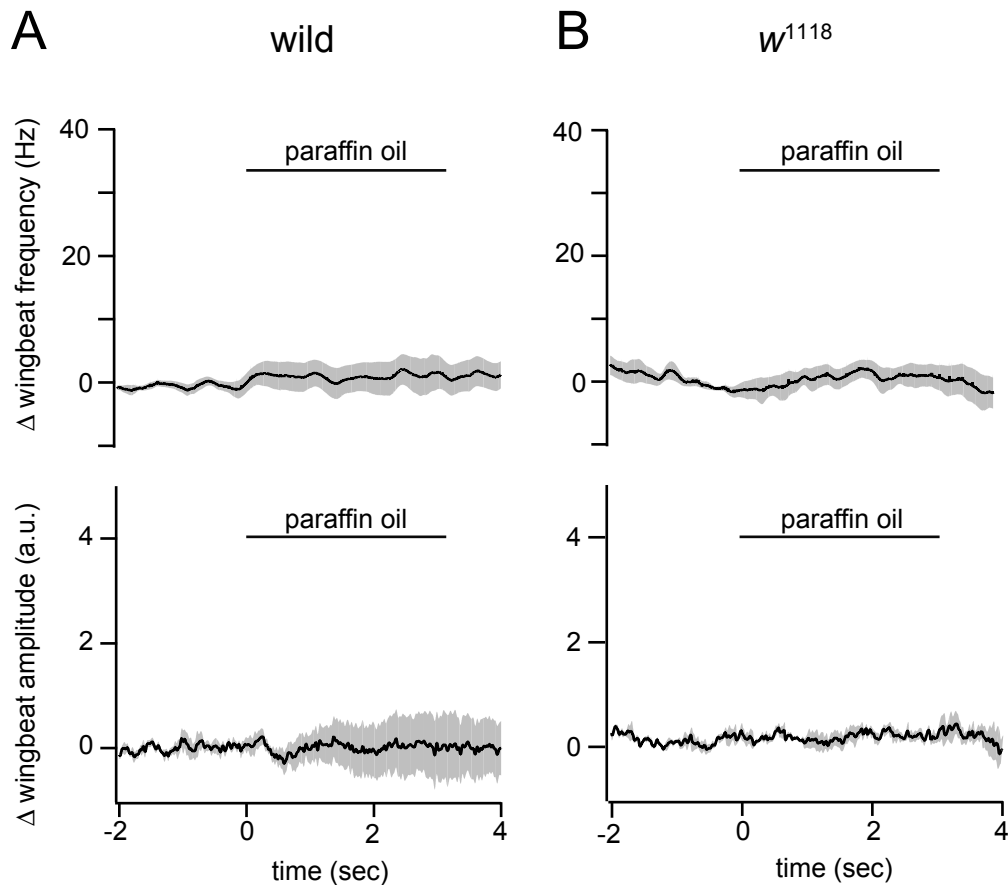 A
wild
B
w1118
Δ wingbeat frequency (Hz)
40
20
0
paraffin oil
40
20
0
paraffin oil
Δ wingbeat amplitude (a.u.)
4
2
0
paraffin oil
-2
0
2
4
time (sec)
4
2
0
paraffin oil
-2
0
2
4
time (sec)